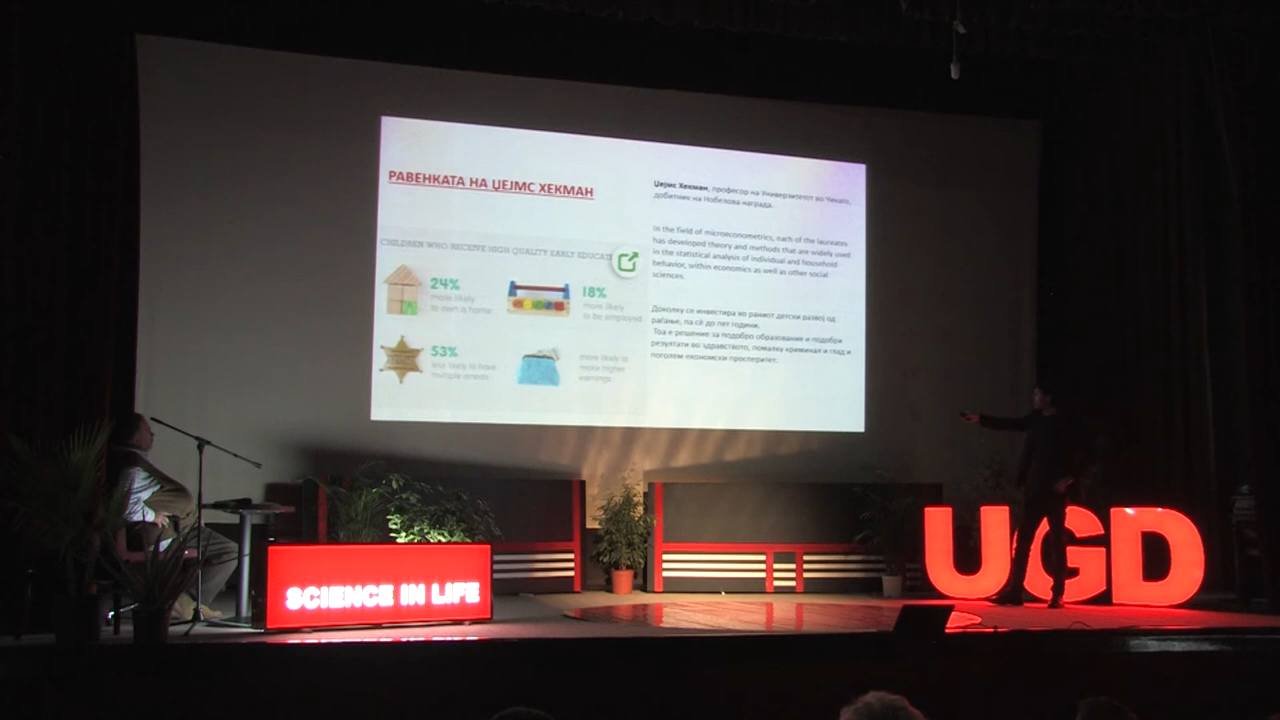 РАВЕНКАТА НА ЏЕЈМС ХЕКМАН
CHILDREN WHO RECEIVE HIGH QUALITY EARLY EDUCATI
24%
more likely
to own a home
18%
more likely
to be employed
53%
less likely to have
multiple arrests
more likely to
make higher
earnings
Џејмс Хекман, професор на Универзитетот во Чикаго,
добитник на Нобелова награда.
In the field of microeconometrics, each of the laureates
has developed theory and methods that are widely used
in the statistical analysis of individual and household
behavior, within economics as well as other social
sciences.
Доколку се инвестира во раниот детски развој од
раѓање, па сѐ до пет години.
Тоа е решение за подобро образование и подобри
резултати во здравството, помалку криминал и глад и
поголем економски просперитет.
SCIENCE IN LIFE
UGD